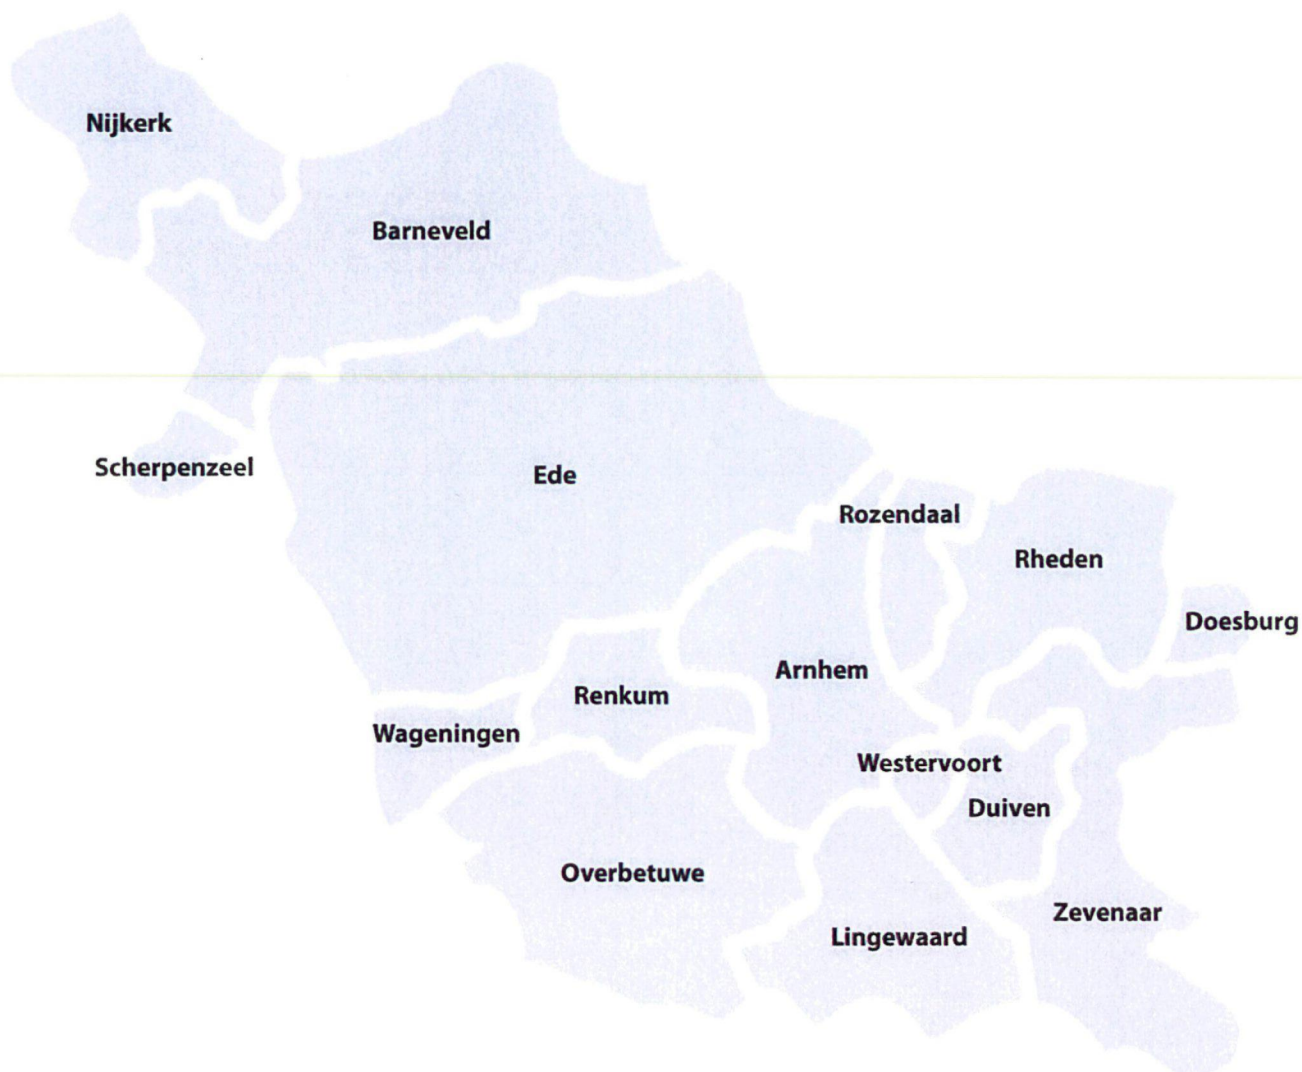 Nijkerk
Barneveld
Scherpenzeel
Ede
Rozendaal
Rheden
Doesburg
Arnhem
Renkum
Wageningen
Westervoort
Duiven
Overbetuwe
Zevenaar
Lingewaard